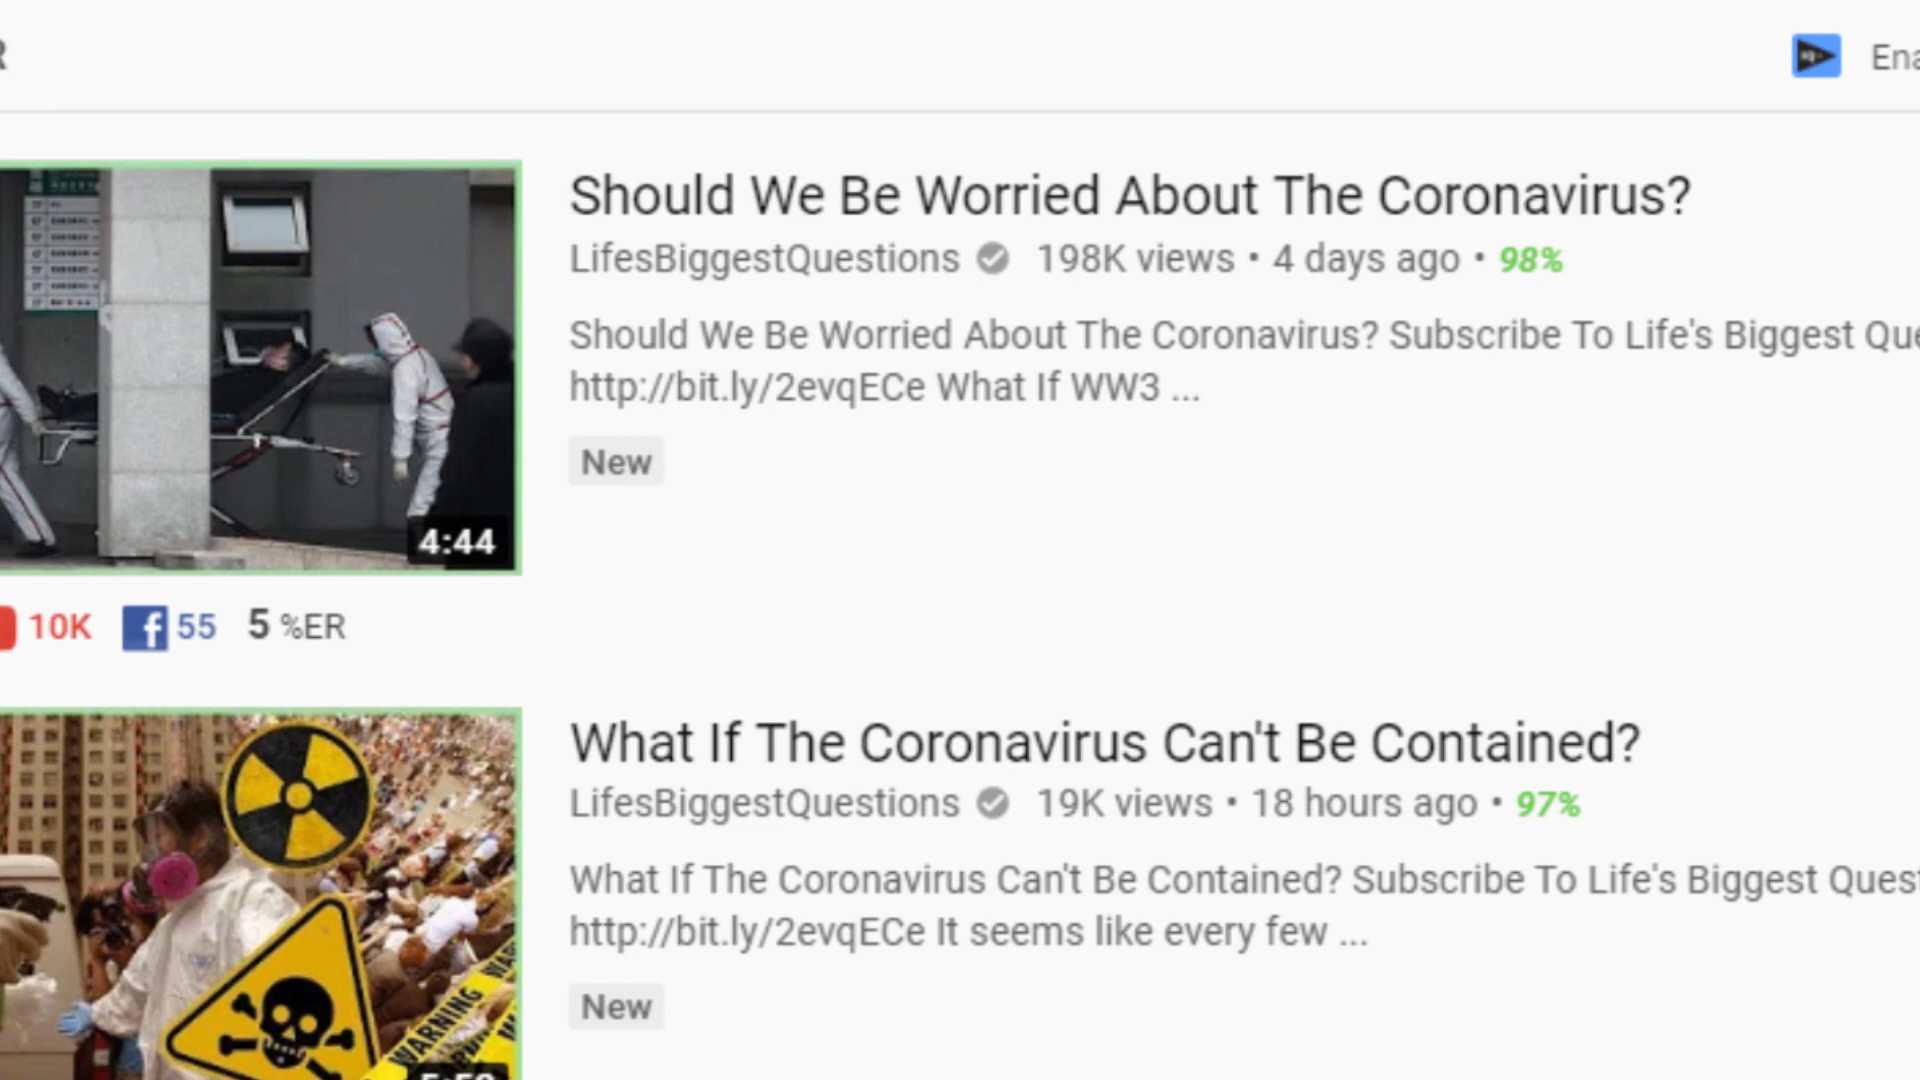 R
Ena
Should We Be Worried About The Coronavirus?
LifesBiggestQuestions 198K views • 4 days ago • 98%
Should We Be Worried About The Coronavirus? Subscribe To Life's Biggest Que
http://bit.ly/2evqECe What If WW3 ...
New
4:44
10K f 55 5 %ER
What If The Coronavirus Can't Be Contained?
LifesBiggestQuestions 19K views • 18 hours ago • 97%
What If The Coronavirus Can't Be Contained? Subscribe To Life's Biggest Quest
http://bit.ly/2evqECe It seems like every few ...
New
WARNING